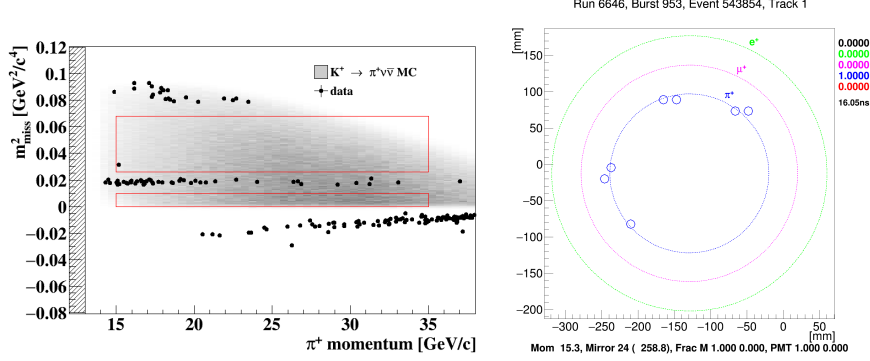 m²miss [GeV²/c⁴]
0.12
0.1
0.08
0.06
0.04
0.02
0
−0.02
−0.04
−0.06
−0.08
K⁺ → π⁺νν̅ MC
data
15 20 25 30 35
π⁺ momentum [GeV/c]
Run 6646, Burst 953, Event 543854, Track 1
[mm]
150
100
50
0
−50
−100
−150
−200
e⁺
μ⁺
π⁺
0.0000
0.0000
0.0000
1.0000
0.0000
16.05ns
−300 −250 −200 −150 −100 −50 0 50
[mm]
Mom 15.3, Mirror 24 ( 258.8), Frac M 1.000 0.000, PMT 1.000 0.000